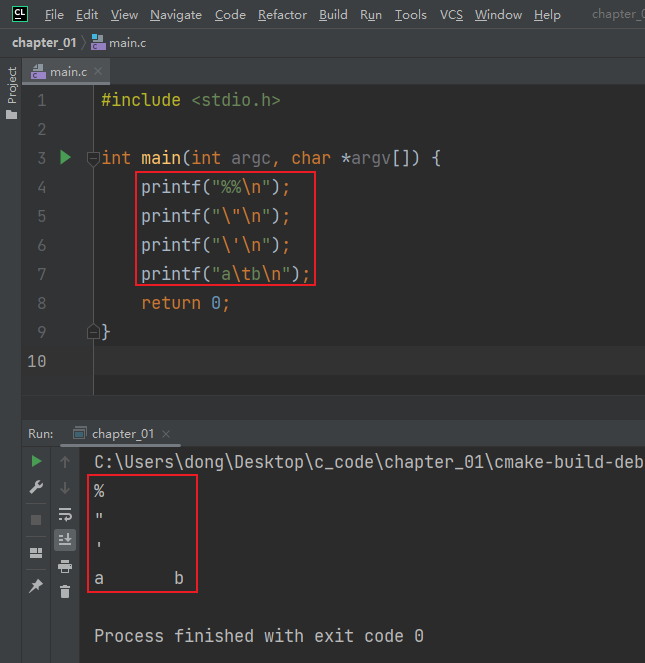 CL File Edit View Navigate Code Refactor Build Run Tools VCS Window Help chapter_0
chapter_01 main.c
Project
main.c
1 #include <stdio.h>
2
3 int main(int argc, char *argv[]) {
4 printf("%%\n");
5 printf("\"\n");
6 printf("\'\n");
7 printf("a\tb\n");
8 return 0;
9 }
10
Run: chapter_01
C:\Users\dong\Desktop\c_code\chapter_01\cmake-build-deb
%
"
'
a	b
Process finished with exit code 0